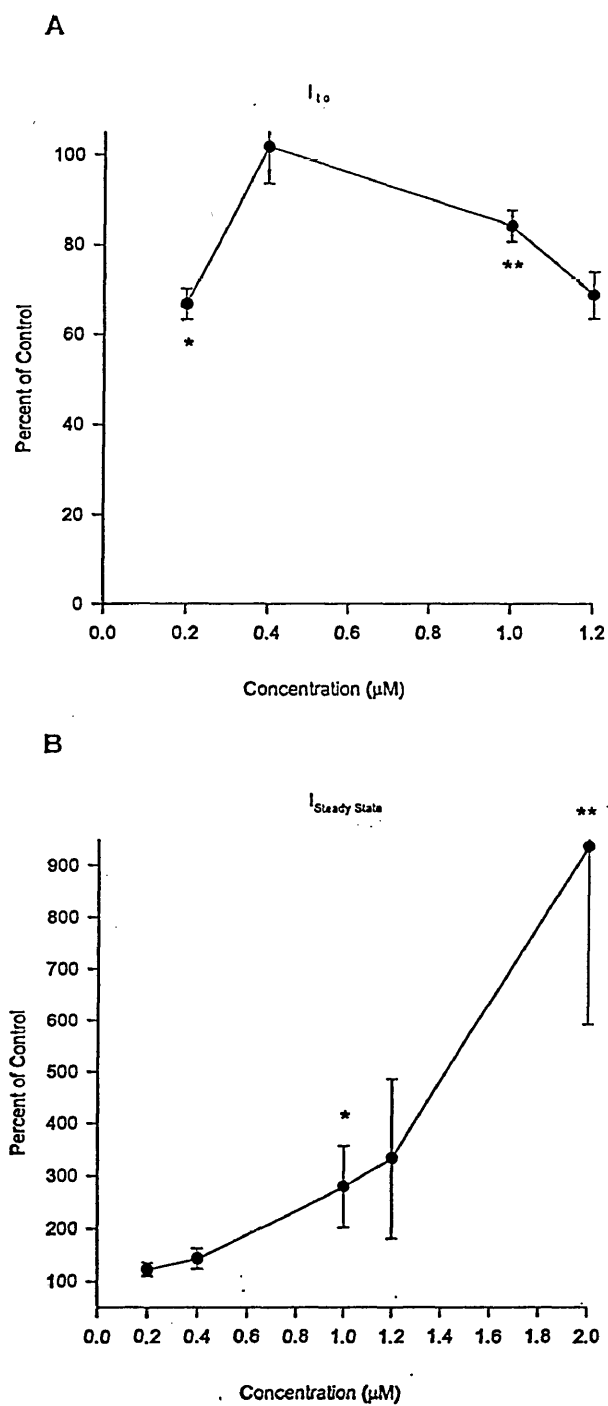 A
I to
100
80
60
40
20
0
Percent of Control
*
**
0.0 0.2 0.4 0.6 0.8 1.0 1.2
Concentration (µM)
B
I Steady State
**
900
800
700
600
500
400
300
200
100
Percent of Control
*
0.0 0.2 0.4 0.6 0.8 1.0 1.2 1.4 1.6 1.8 2.0
Concentration (µM)